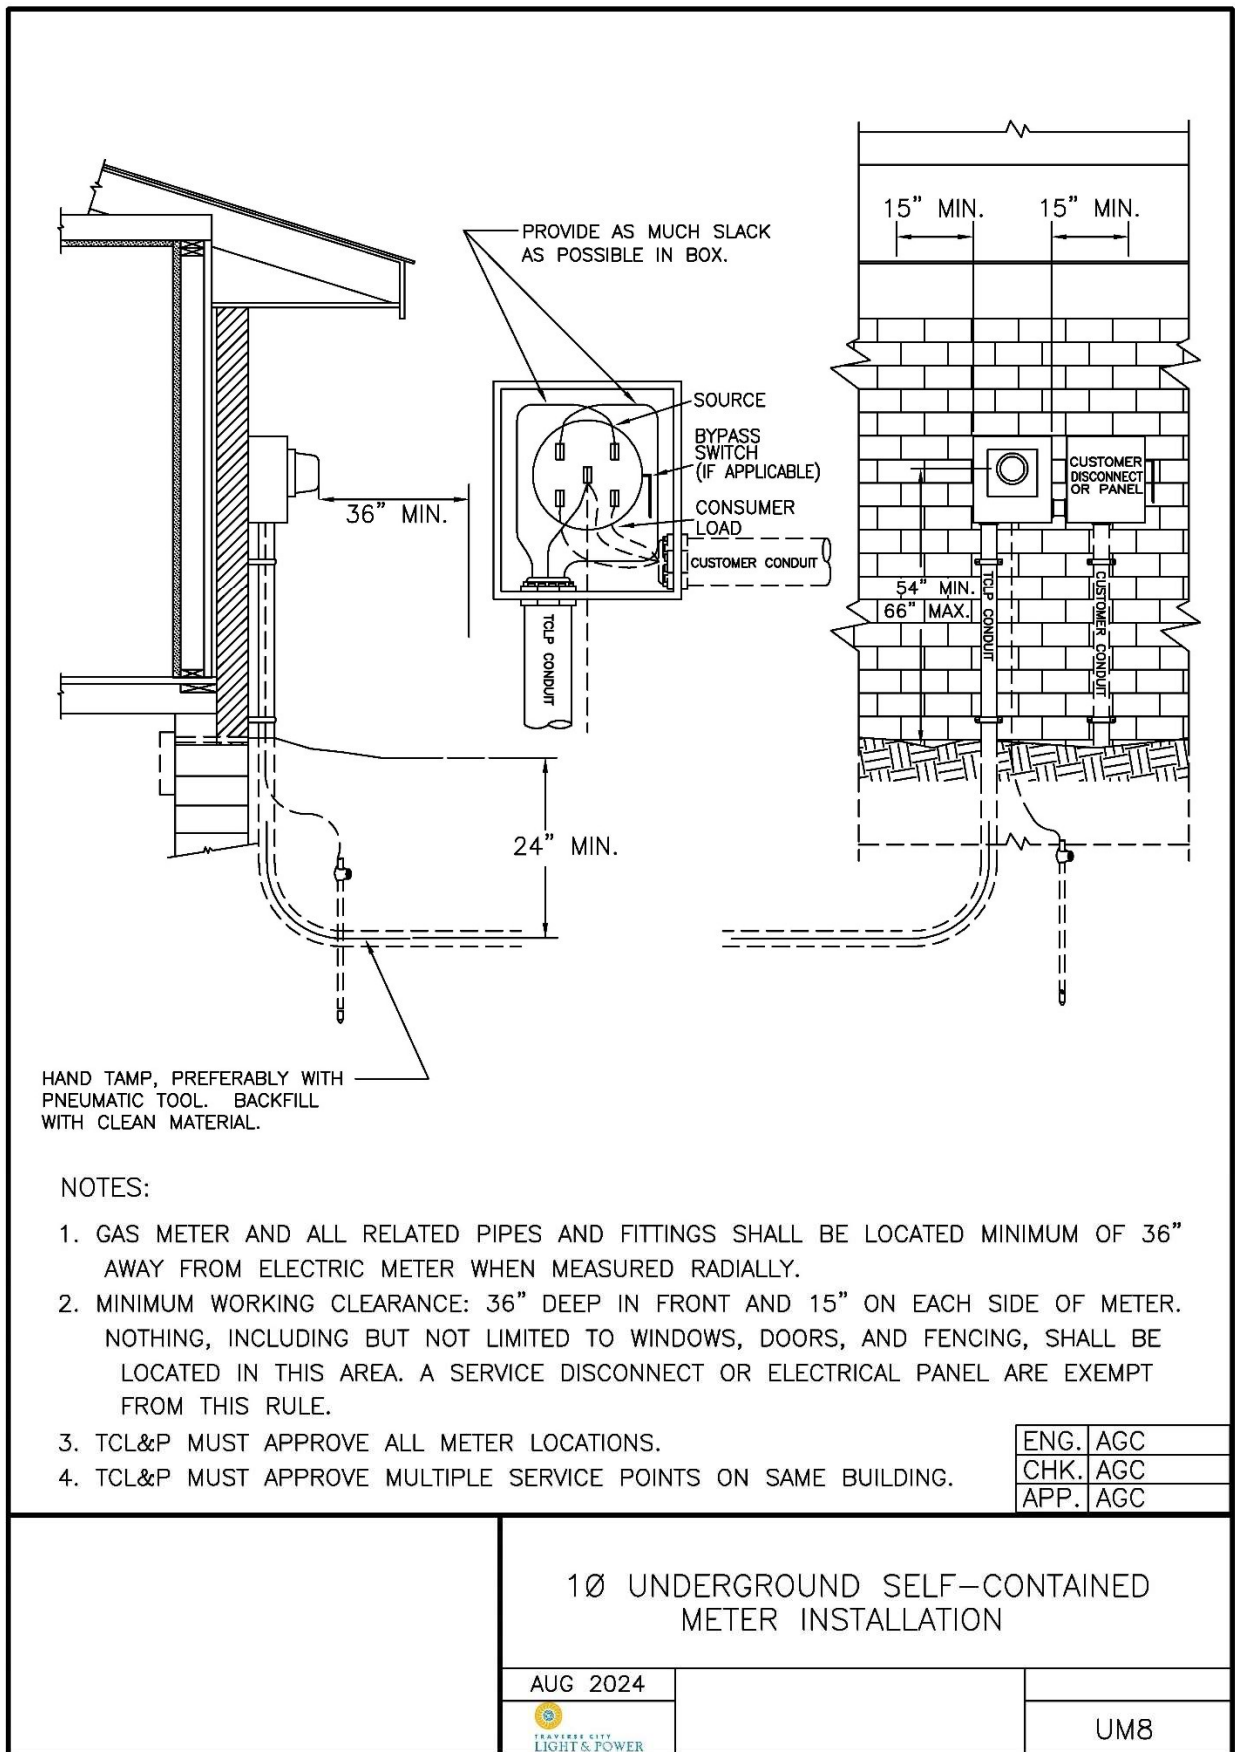 15” MIN.
15” MIN.
PROVIDE AS MUCH SLACK
AS POSSIBLE IN BOX.
SOURCE
BYPASS
SWITCH
(IF APPLICABLE)
CONSUMER
LOAD
CUSTOMER CONDUIT
TCLP CONDUIT
36” MIN.
CUSTOMER
DISCONNECT
OR PANEL
54” MIN.
66” MAX.
TCLP CONDUIT
CUSTOMER CONDUIT
24” MIN.
HAND TAMP, PREFERABLY WITH
PNEUMATIC TOOL. BACKFILL
WITH CLEAN MATERIAL.
NOTES:
1. GAS METER AND ALL RELATED PIPES AND FITTINGS SHALL BE LOCATED MINIMUM OF 36”
AWAY FROM ELECTRIC METER WHEN MEASURED RADIALLY.
2. MINIMUM WORKING CLEARANCE: 36” DEEP IN FRONT AND 15” ON EACH SIDE OF METER.
NOTHING, INCLUDING BUT NOT LIMITED TO WINDOWS, DOORS, AND FENCING, SHALL BE
LOCATED IN THIS AREA. A SERVICE DISCONNECT OR ELECTRICAL PANEL ARE EXEMPT
FROM THIS RULE.
3. TCL&P MUST APPROVE ALL METER LOCATIONS.
4. TCL&P MUST APPROVE MULTIPLE SERVICE POINTS ON SAME BUILDING.
ENG. AGC
CHK. AGC
APP. AGC
1Ø UNDERGROUND SELF-CONTAINED
METER INSTALLATION
AUG 2024
TRAVERSE CITY
LIGHT & POWER
UM8